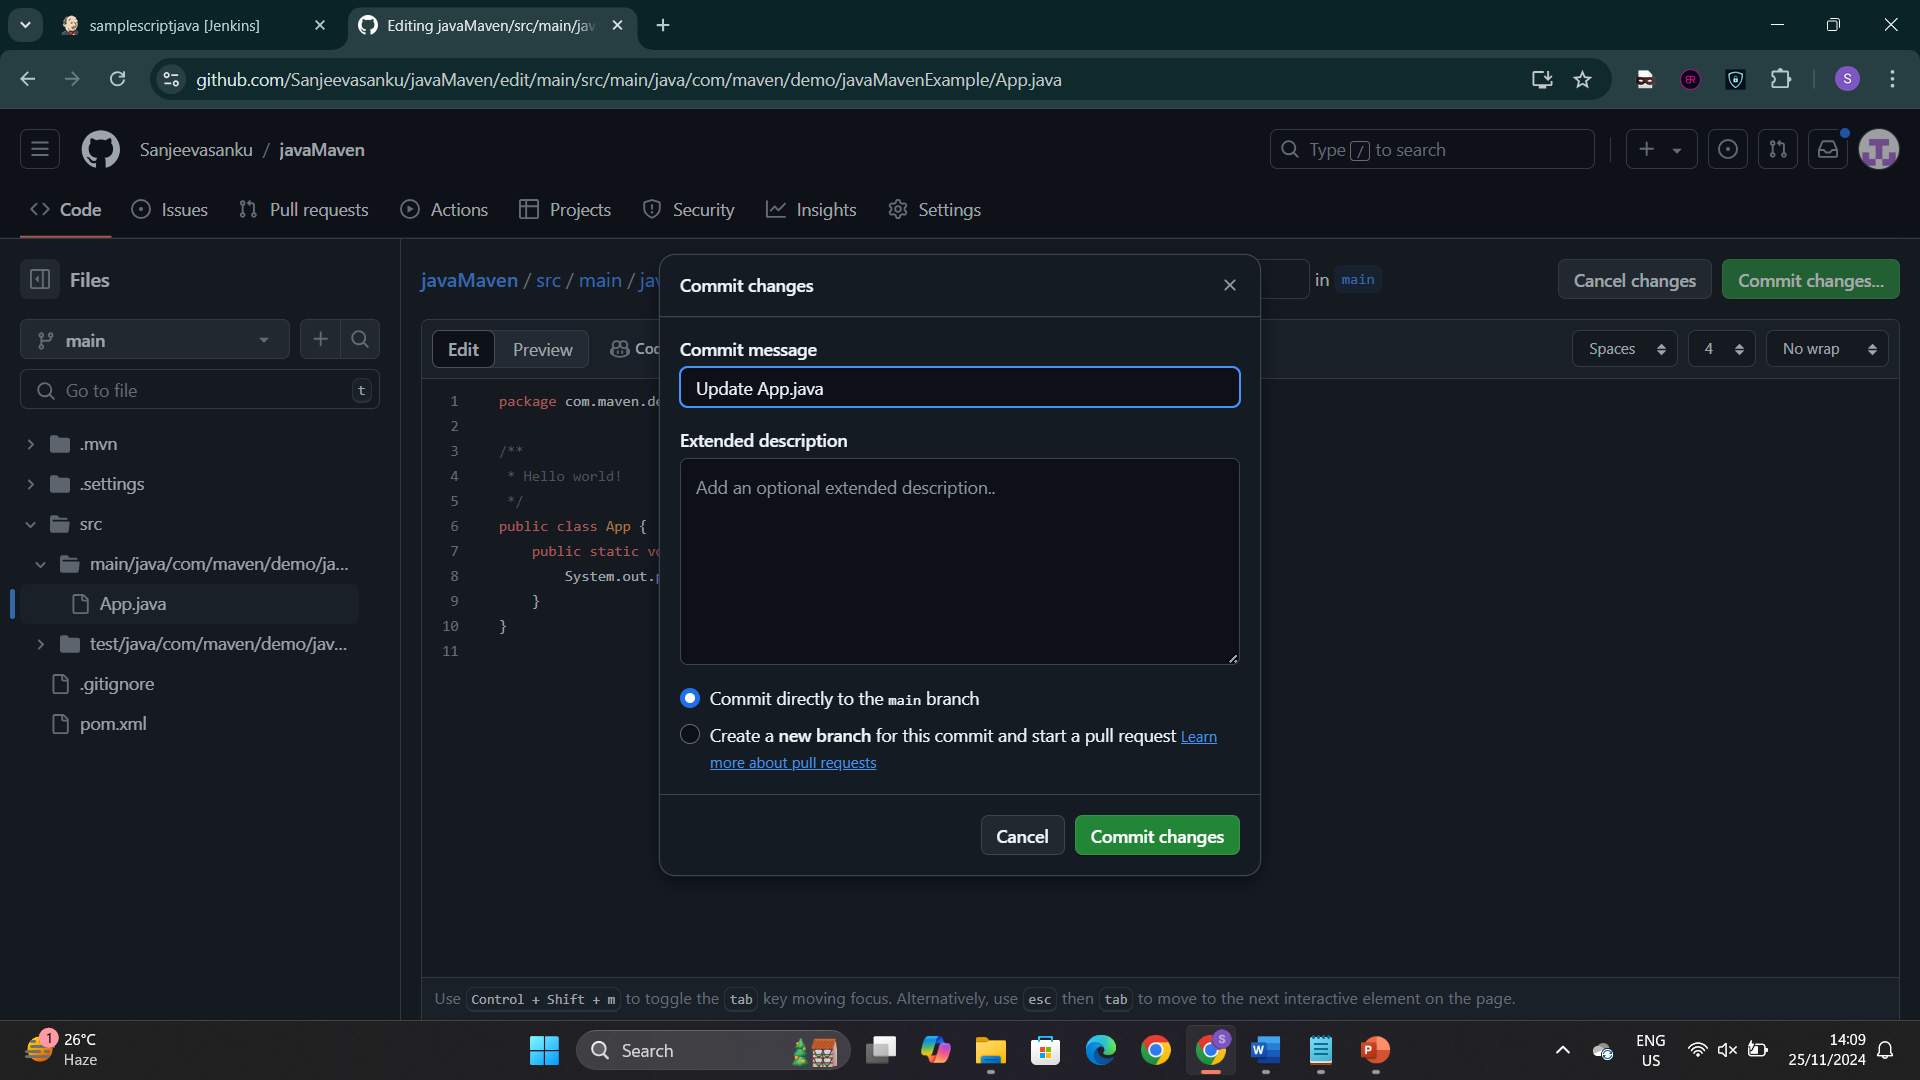 samplescriptjava [Jenkins]
Editing javaMaven/src/main/jav
github.com/Sanjeevasanku/javaMaven/edit/main/src/main/java/com/maven/demo/javaMavenExample/App.java
S
Sanjeevasanku / javaMaven
Type / to search
Code
Issues
Pull requests
Actions
Projects
Security
Insights
Settings
Files
main
Go to file
t
.mvn
.settings
src
main/java/com/maven/demo/ja...
App.java
test/java/com/maven/demo/jav...
.gitignore
pom.xml
javaMaven / src / main / jav
in main
Cancel changes
Commit changes...
Edit
Preview
Cod
Spaces
4
No wrap
1 package com.maven.de
2
3 /**
4 * Hello world!
5 */
6 public class App {
7 public static vo
8 System.out.p
9 }
10 }
11
Commit changes
Commit message
Update App.java
Extended description
Add an optional extended description..
Commit directly to the main branch
Create a new branch for this commit and start a pull request Learn
more about pull requests
Cancel
Commit changes
Use Control + Shift + m to toggle the tab key moving focus. Alternatively, use esc then tab to move to the next interactive element on the page.
1
26°C
Haze
Search
S
W
P
ENG
US
14:09
25/11/2024